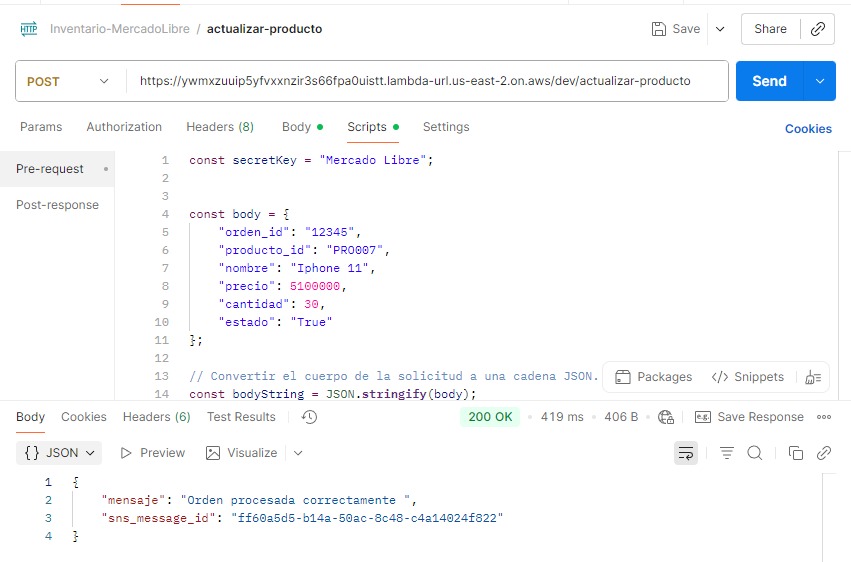 HTTP Inventario-MercadoLibre / actualizar-producto Save Share
POST https://ywmxzuuip5yfvxxnzir3s66fpa0uistt.lambda-url.us-east-2.on.aws/dev/actualizar-producto Send
Params Authorization Headers (8) Body Scripts Settings Cookies
Pre-request
Post-response
1 const secretKey = "Mercado Libre";
2
3
4 const body = {
5 "orden_id": "12345",
6 "producto_id": "PRO007",
7 "nombre": "Iphone 11",
8 "precio": 5100000,
9 "cantidad": 30,
10 "estado": "True"
11 };
12
13 // Convertir el cuerpo de la solicitud a una cadena JSON.
14 const bodyString = JSON.stringify(body);
Packages </> Snippets
Body Cookies Headers (6) Test Results 200 OK 419 ms 406 B e.g. Save Response
{} JSON Preview Visualize
1 {
2 "mensaje": "Orden procesada correctamente ",
3 "sns_message_id": "ff60a5d5-b14a-50ac-8c48-c4a14024f822"
4 }